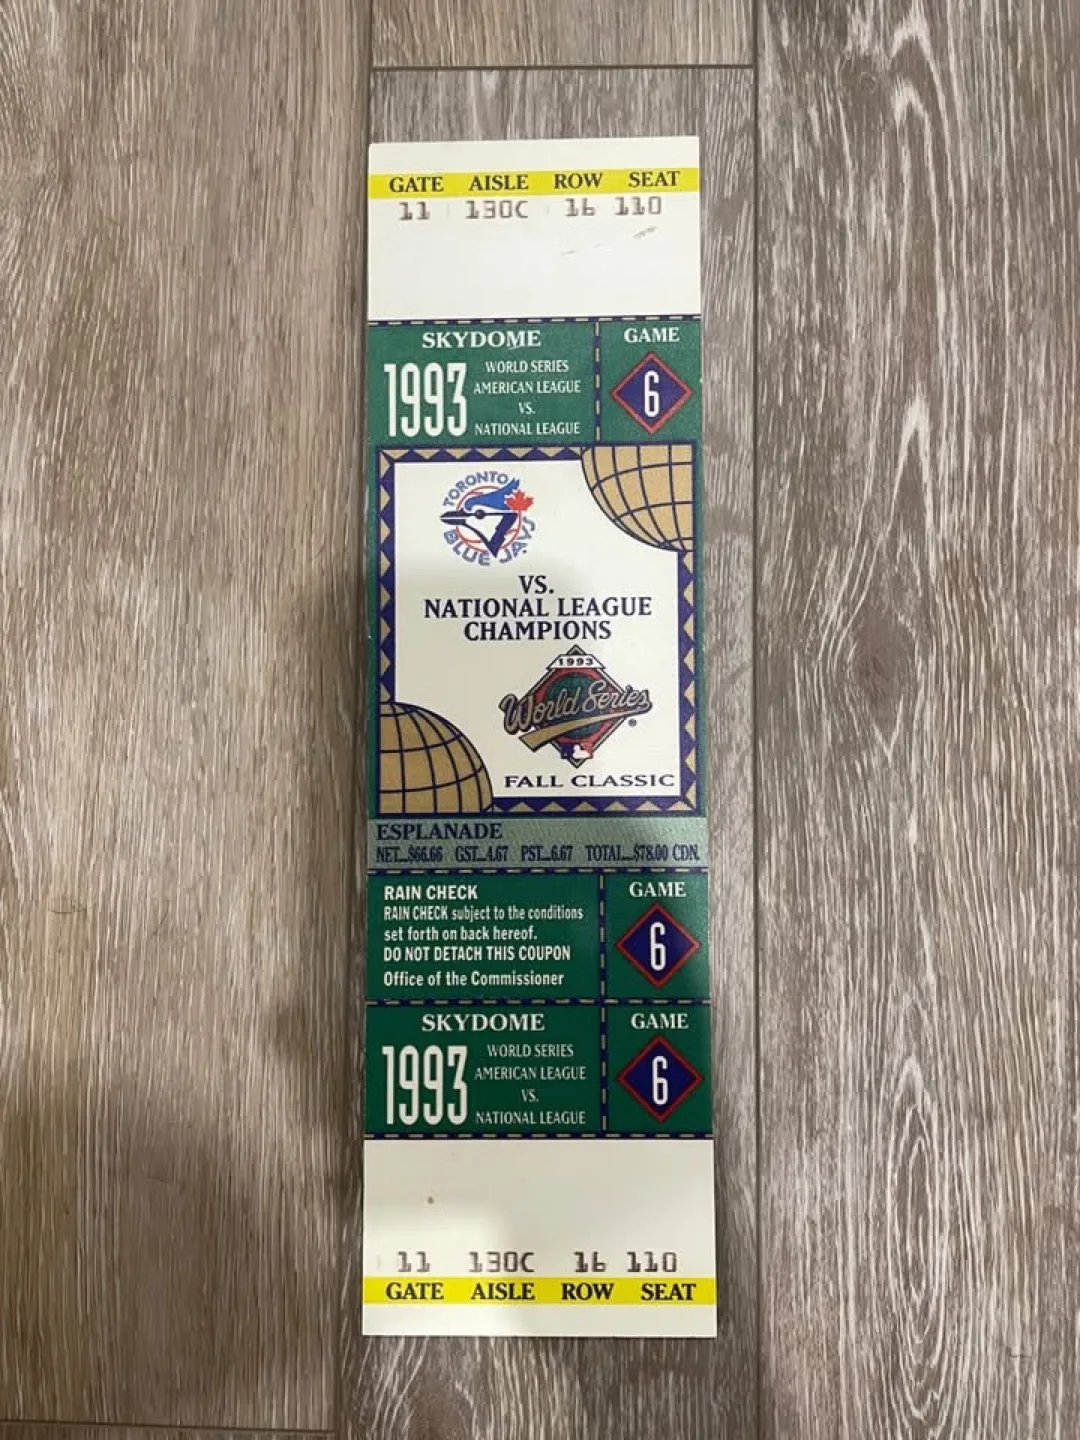 GATE AISLE ROW SEAT
11 130C 16 110
SKYDOME
1993
WORLD SERIES
AMERICAN LEAGUE
VS.
NATIONAL LEAGUE
GAME
6
TORONTO
BLUE JAYS
VS.
NATIONAL LEAGUE
CHAMPIONS
1993
World Series
®
FALL CLASSIC
ESPLANADE
NET...$66.66 GST...4.67 PST...6.67 TOTAL...$78.00 CDN.
RAIN CHECK
RAIN CHECK subject to the conditions
set forth on back hereof.
DO NOT DETACH THIS COUPON
Office of the Commissioner
GAME
6
SKYDOME
1993
WORLD SERIES
AMERICAN LEAGUE
VS.
NATIONAL LEAGUE
GAME
6
11 130C 16 110
GATE AISLE ROW SEAT